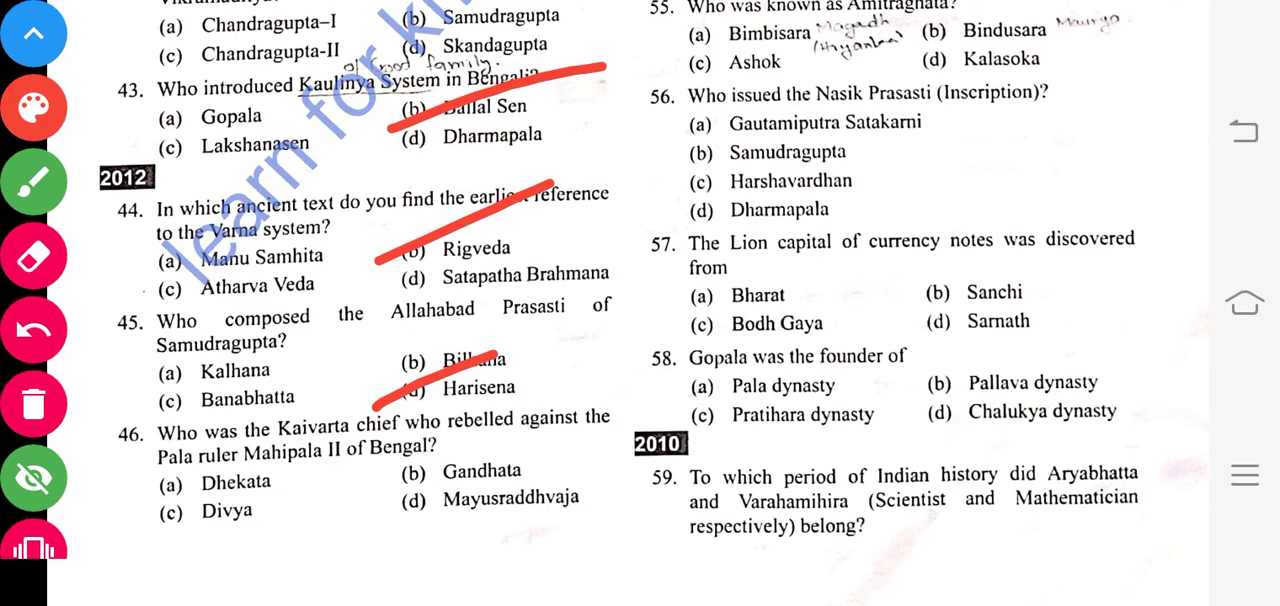 (a) Chandragupta–I (b) Samudragupta
(c) Chandragupta-II (d) Skandagupta
of Good family.
43. Who introduced Kaulinya System in Bengali?
(a) Gopala (b) Ballal Sen
(c) Lakshanasen (d) Dharmapala
2012
44. In which ancient text do you find the earliest reference
to the Varna system?
(a) Manu Samhita (b) Rigveda
(c) Atharva Veda (d) Satapatha Brahmana
45. Who composed the Allahabad Prasasti of
Samudragupta?
(a) Kalhana (b) Bilhana
(c) Banabhatta (d) Harisena
46. Who was the Kaivarta chief who rebelled against the
Pala ruler Mahipala II of Bengal?
(a) Dhekata (b) Gandhata
(c) Divya (d) Mayusraddhvaja
learn for
55. Who was known as Amitraghata?
(a) Bimbisara Magadh (b) Bindusara
(c) Ashok (d) Kalasoka
56. Who issued the Nasik Prasasti (Inscription)?
(a) Gautamiputra Satakarni
(b) Samudragupta
(c) Harshavardhan
(d) Dharmapala
57. The Lion capital of currency notes was discovered
from
(a) Bharat (b) Sanchi
(c) Bodh Gaya (d) Sarnath
58. Gopala was the founder of
(a) Pala dynasty (b) Pallava dynasty
(c) Pratihara dynasty (d) Chalukya dynasty
2010
59. To which period of Indian history did Aryabhatta
and Varahamihira (Scientist and Mathematician
respectively) belong?